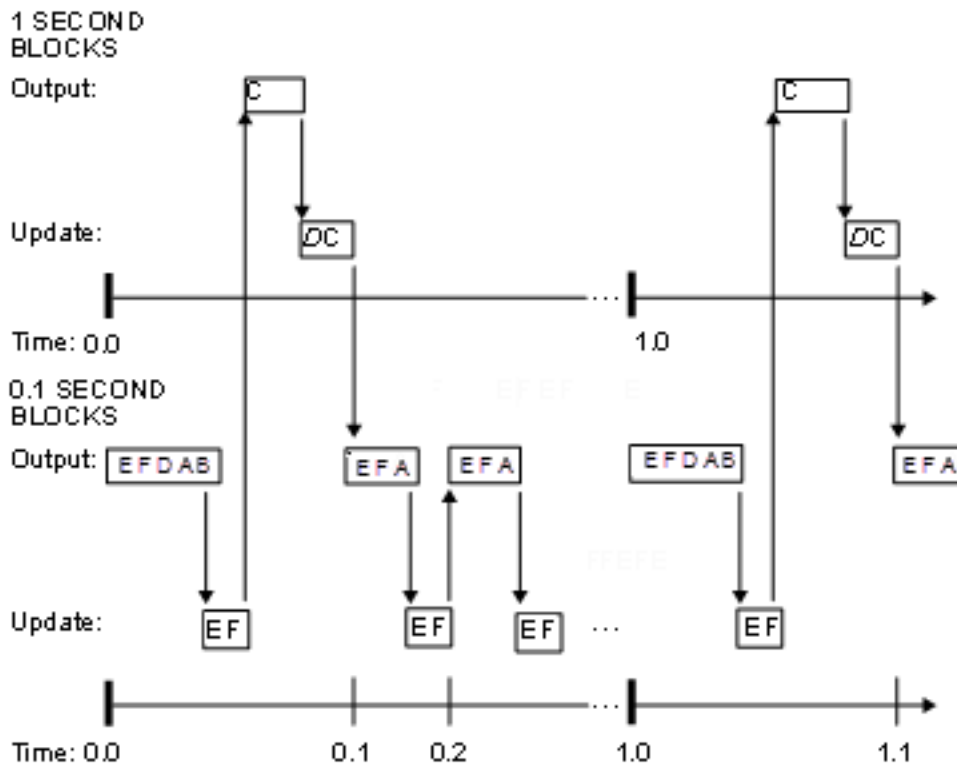 1 SECOND
BLOCKS
Output:
C
C
Update:
DC
DC
...
Time: 0.0
1.0
0.1 SECOND
BLOCKS
Output:
EFDAB
EFA
EFA
EFDAB
EFA
Update:
EF
EF
EF
...
EF
...
Time: 0.0
0.1
0.2
1.0
1.1